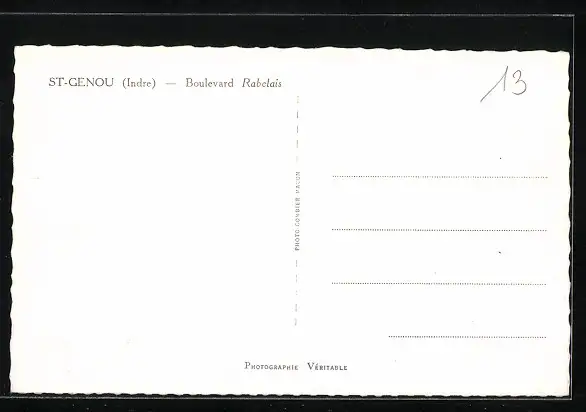 ST-GENOU (Indre) — Boulevard Rabelais
13
PHOTO-COMBIER MACON
PHOTOGRAPHIE VÉRITABLE